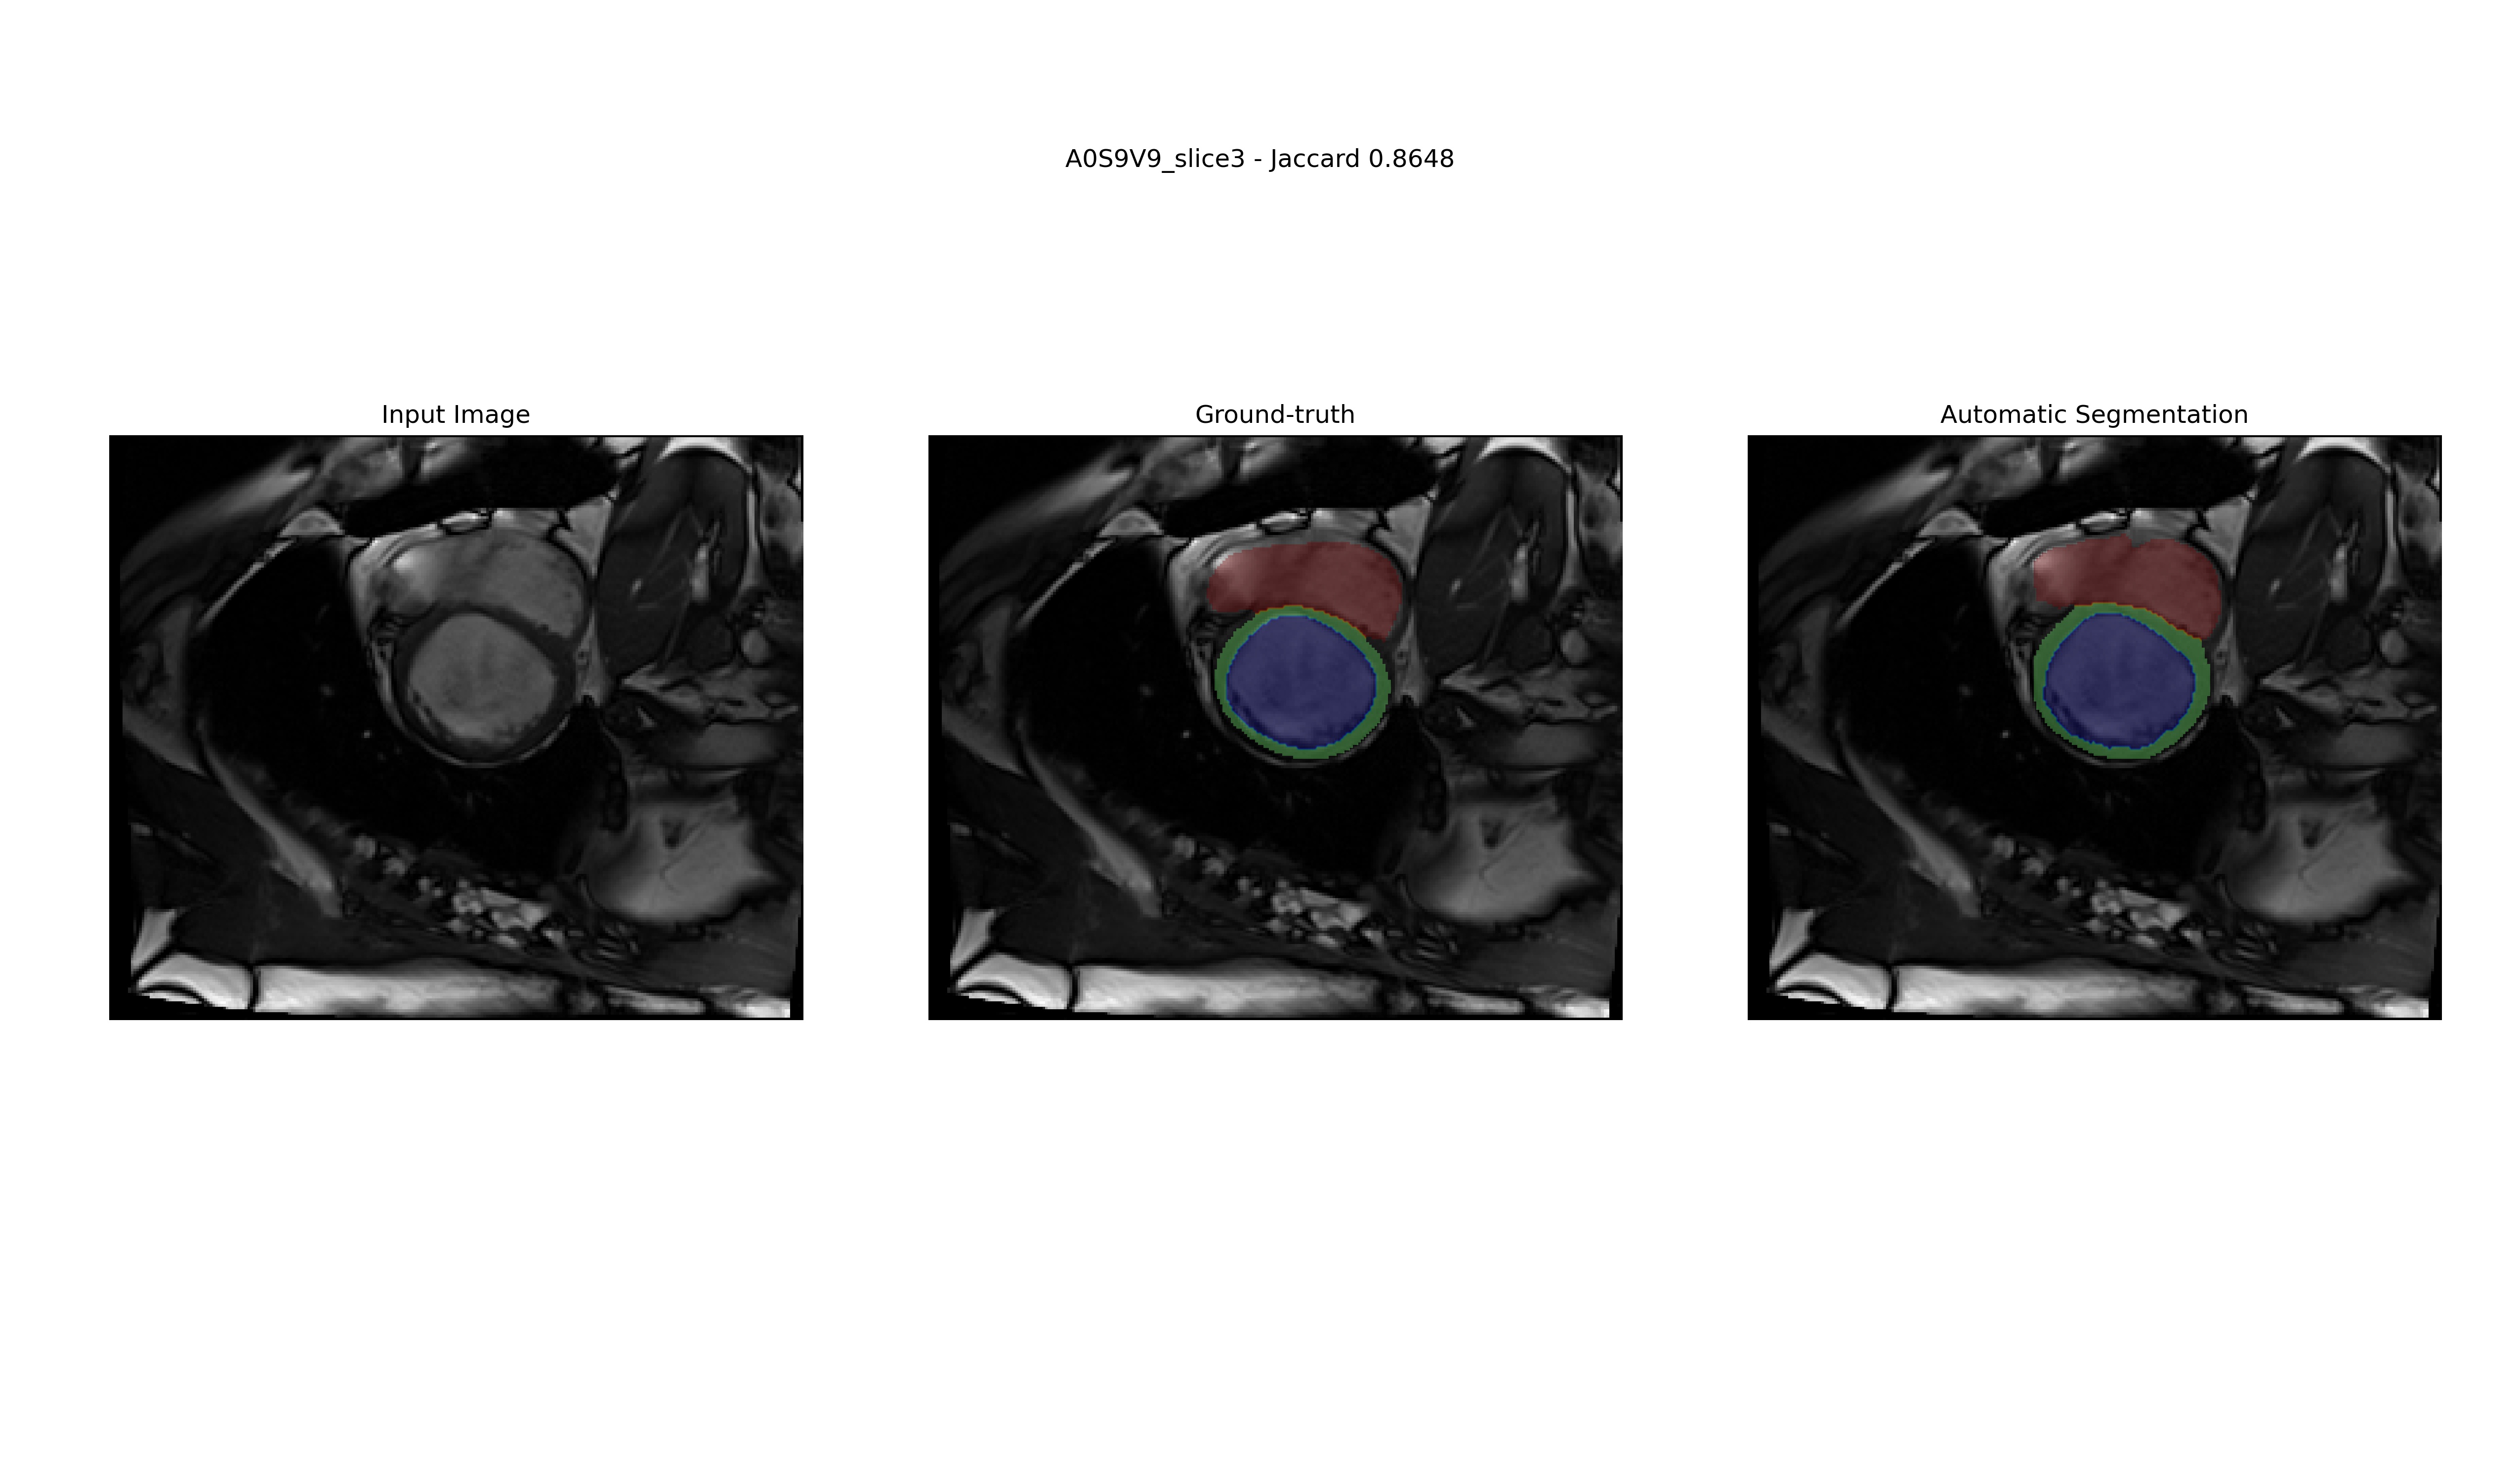 A0S9V9_slice3 - Jaccard 0.8648
Input Image
Ground-truth
Automatic Segmentation